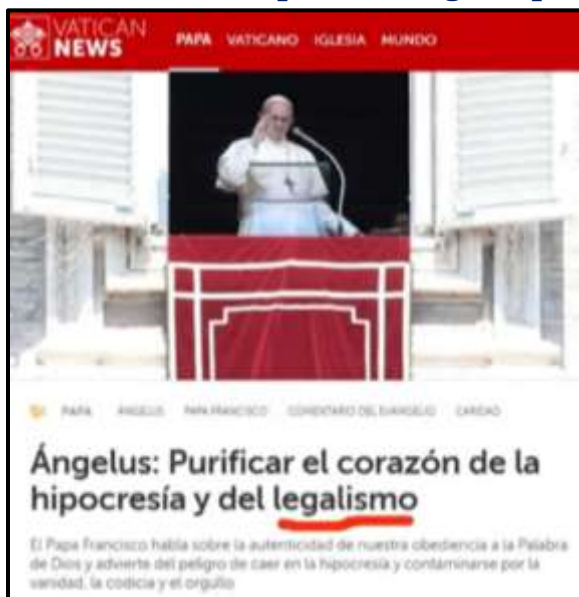 VATICAN
NEWS
PAPA VATICANO IGLESIA MUNDO
PAPA ÁNGELUS PAPA FRANCISCO COMENTARIO DEL EVANGELIO CARIDAD
Ángelus: Purificar el corazón de la
hipocresía y del legalismo
El Papa Francisco habla sobre la autenticidad de nuestra obediencia a la Palabra
de Dios y advierte del peligro de caer en la hipocresía y contaminarse por la
vanidad, la codicia y el orgullo